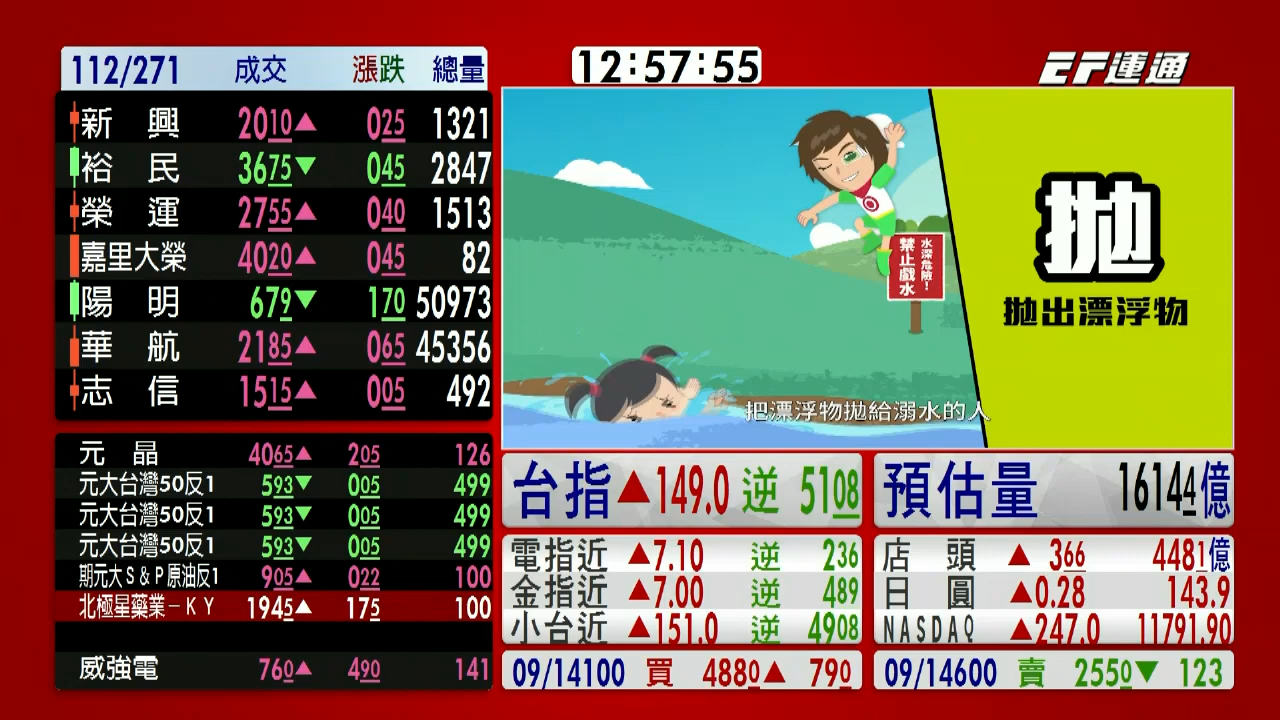 112/271 成交 漲跌 總量
新興 2010▲ 025 1321
裕民 3675▼ 045 2847
榮運 2755▲ 040 1513
嘉里大榮 4020▲ 045 82
陽明 679▼ 170 50973
華航 2185▲ 065 45356
志信 1515▲ 005 492
元晶 4065▲ 205 126
元大台灣50反1 593▼ 005 499
元大台灣50反1 593▼ 005 499
元大台灣50反1 593▼ 005 499
期元大S&P原油反1 905▲ 022 100
北極星藥業－KY 1945▲ 175 100
威強電 760▲ 490 141
12:57:55
EF運通
水深危險!
禁止戲水
拋
拋出漂浮物
把漂浮物拋給溺水的人
台指▲149.0 逆 5108
預估量 16144億
電指近 ▲7.10 逆 236
金指近 ▲7.00 逆 489
小台近 ▲151.0 逆 4908
店頭 ▲ 366 4481億
日圓 ▲0.28 143.9
NASDAQ ▲247.0 11791.90
09/14100 買 4880▲ 790
09/14600 賣 2550▼ 123